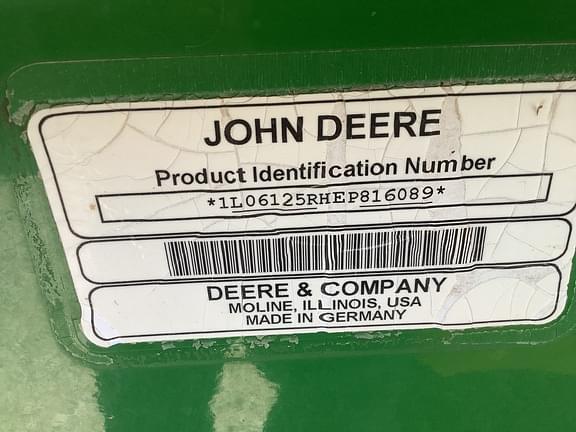 JOHN DEERE
Product Identification Number
*1L06125RHEP816089*
DEERE & COMPANY
MOLINE, ILLINOIS, USA
MADE IN GERMANY